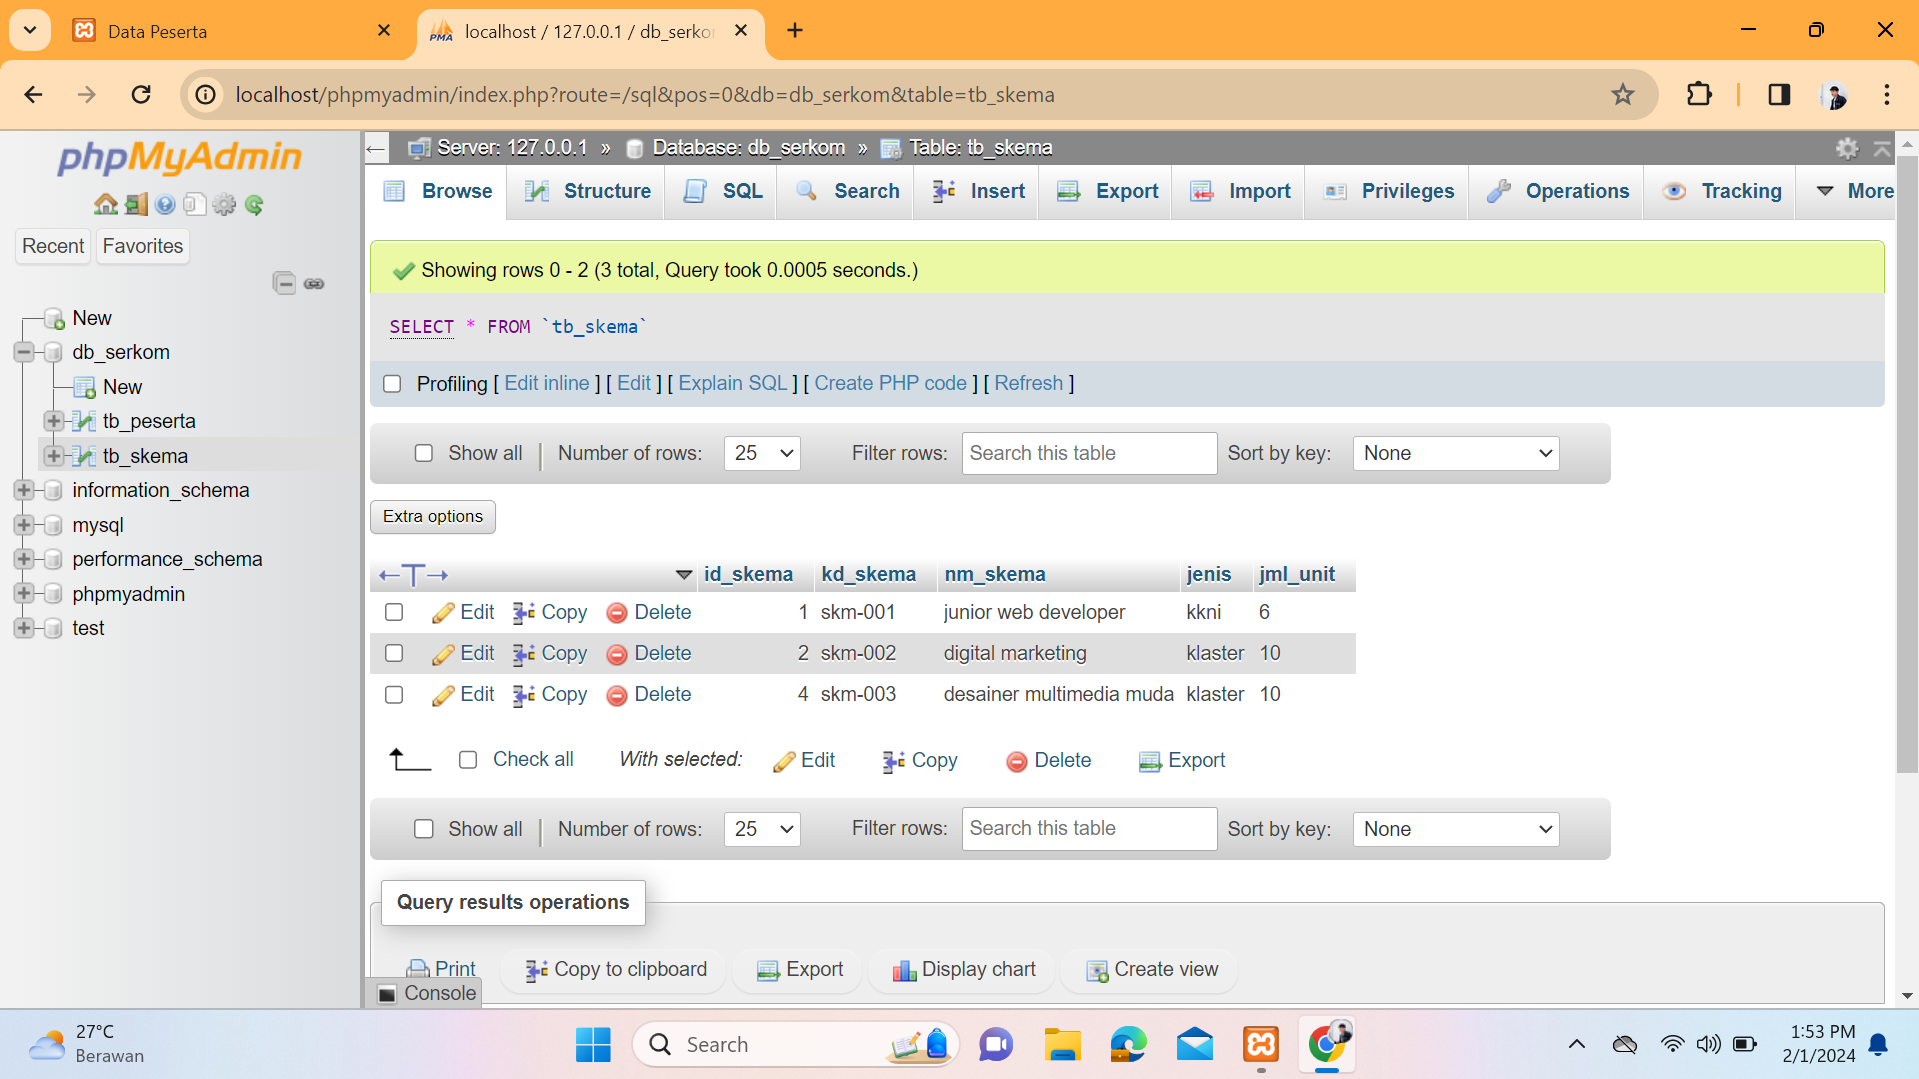 Data Peserta
localhost / 127.0.0.1 / db_serko
localhost/phpmyadmin/index.php?route=/sql&pos=0&db=db_serkom&table=tb_skema
phpMyAdmin
Recent Favorites
New
db_serkom
New
tb_peserta
tb_skema
information_schema
mysql
performance_schema
phpmyadmin
test
Server: 127.0.0.1 » Database: db_serkom » Table: tb_skema
Browse Structure SQL Search Insert Export Import Privileges Operations Tracking More
Showing rows 0 - 2 (3 total, Query took 0.0005 seconds.)
SELECT * FROM `tb_skema`
Profiling [ Edit inline ] [ Edit ] [ Explain SQL ] [ Create PHP code ] [ Refresh ]
Show all Number of rows: 25 Filter rows: Search this table Sort by key: None
Extra options
id_skema kd_skema nm_skema jenis jml_unit
Edit Copy Delete 1 skm-001 junior web developer kkni 6
Edit Copy Delete 2 skm-002 digital marketing klaster 10
Edit Copy Delete 4 skm-003 desainer multimedia muda klaster 10
Check all With selected: Edit Copy Delete Export
Show all Number of rows: 25 Filter rows: Search this table Sort by key: None
Query results operations
Print Copy to clipboard Export Display chart Create view
Console
27°C
Berawan
Search
1:53 PM
2/1/2024